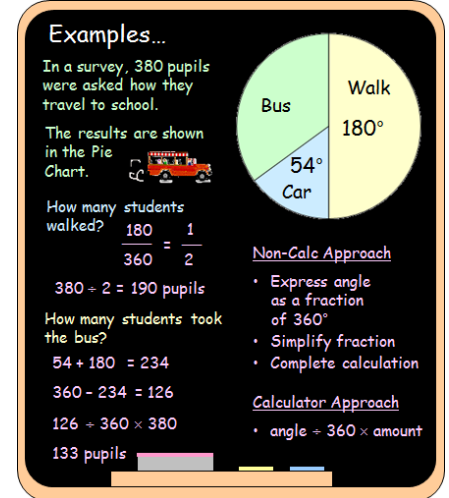 Examples...
In a survey, 380 pupils
were asked how they
travel to school.
The results are shown
in the Pie
Chart.
How many students
walked?
180/360 = 1/2
380 ÷ 2 = 190 pupils
How many students took
the bus?
54 + 180 = 234
360 – 234 = 126
126 ÷ 360 × 380
133 pupils
Bus
Walk
180°
54°
Car
Non-Calc Approach
• Express angle
as a fraction
of 360°
• Simplify fraction
• Complete calculation
Calculator Approach
• angle ÷ 360 × amount